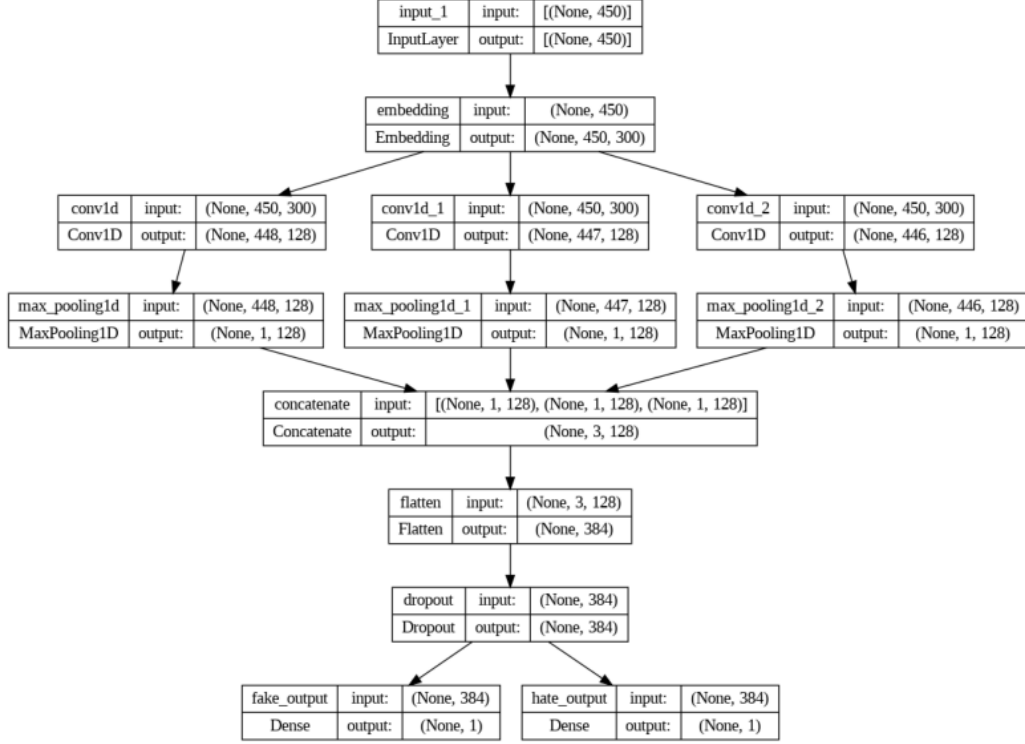 input_1 input: [(None, 450)]
InputLayer output: [(None, 450)]
embedding input: (None, 450)
Embedding output: (None, 450, 300)
conv1d input: (None, 450, 300)
Conv1D output: (None, 448, 128)
conv1d_1 input: (None, 450, 300)
Conv1D output: (None, 447, 128)
conv1d_2 input: (None, 450, 300)
Conv1D output: (None, 446, 128)
max_pooling1d input: (None, 448, 128)
MaxPooling1D output: (None, 1, 128)
max_pooling1d_1 input: (None, 447, 128)
MaxPooling1D output: (None, 1, 128)
max_pooling1d_2 input: (None, 446, 128)
MaxPooling1D output: (None, 1, 128)
concatenate input: [(None, 1, 128), (None, 1, 128), (None, 1, 128)]
Concatenate output: (None, 3, 128)
flatten input: (None, 3, 128)
Flatten output: (None, 384)
dropout input: (None, 384)
Dropout output: (None, 384)
fake_output input: (None, 384)
Dense output: (None, 1)
hate_output input: (None, 384)
Dense output: (None, 1)